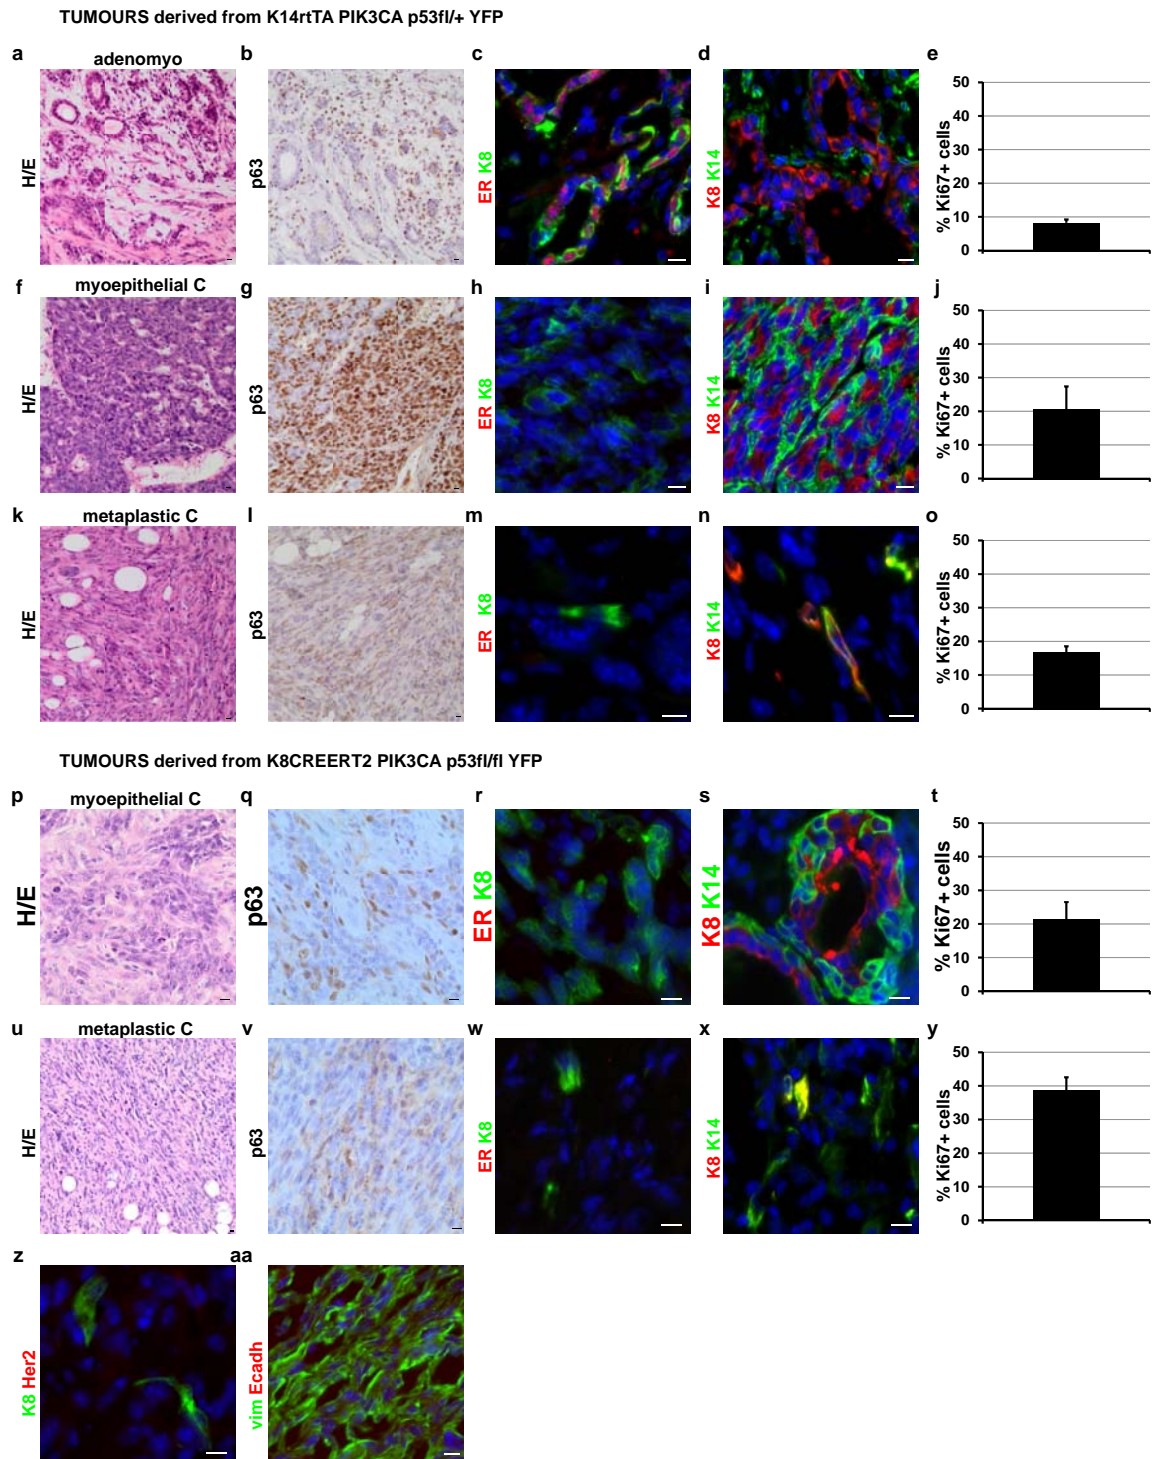 TUMOURS derived from K14rtTA PIK3CA p53fl/+ YFP
a adenomyo b c d e
H/E p63 ER K8 K8 K14 % Ki67+ cells
50
40
30
20
10
0
f myoepithelial C g h i j
H/E p63 ER K8 K8 K14 % Ki67+ cells
50
40
30
20
10
0
k metaplastic C l m n o
H/E p63 ER K8 K8 K14 % Ki67+ cells
50
40
30
20
10
0
TUMOURS derived from K8CREERT2 PIK3CA p53fl/fl YFP
p myoepithelial C q r s t
H/E p63 ER K8 K8 K14 % Ki67+ cells
50
40
30
20
10
0
u metaplastic C v w x y
H/E p63 ER K8 K8 K14 % Ki67+ cells
50
40
30
20
10
0
z aa
K8 Her2 vim Ecadh